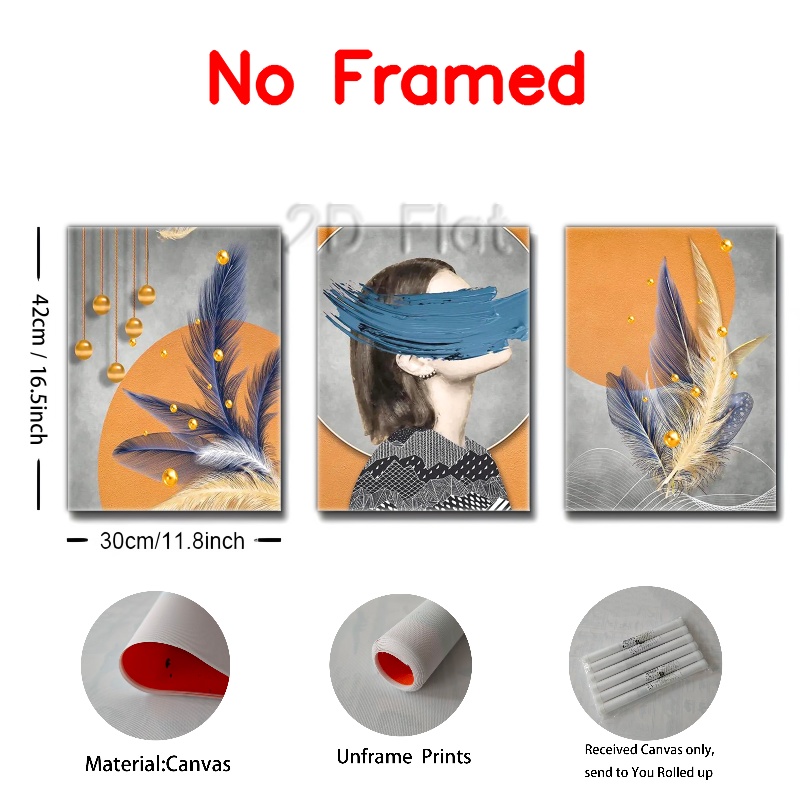 No Framed
2D Flat
42cm / 16.5inch
30cm/11.8inch
Material:Canvas
Unframe Prints
Received Canvas only,
send to You Rolled up